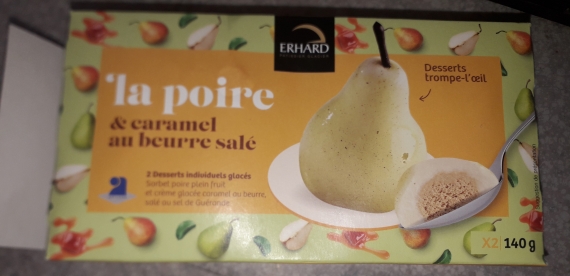 ERHARD
Desserts
trompe-l'œil
la poire
& caramel
au beurre salé
2 Desserts individuels glacés
Sorbet poire plein fruit
et crème glacée caramel au beurre
salé au sel de Guérande
X2 140g